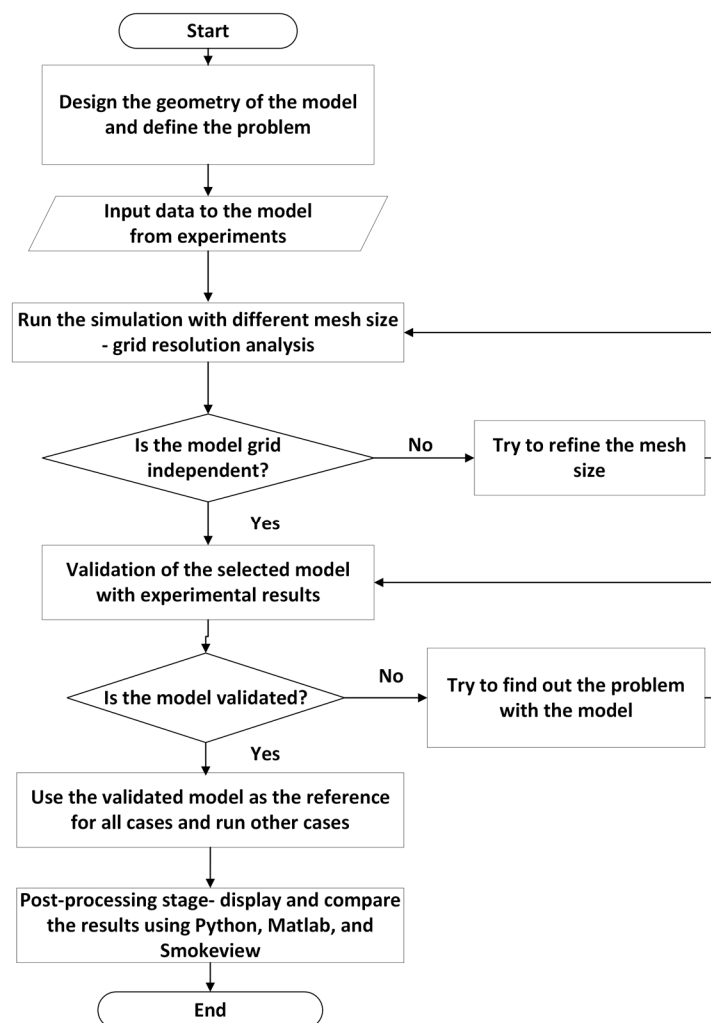 Start
Design the geometry of the model
and define the problem
Input data to the model
from experiments
Run the simulation with different mesh size
- grid resolution analysis
Is the model grid
independent?
No
Try to refine the mesh
size
Yes
Validation of the selected model
with experimental results
Is the model validated?
No
Try to find out the problem
with the model
Yes
Use the validated model as the reference
for all cases and run other cases
Post-processing stage- display and compare
the results using Python, Matlab, and
Smokeview
End